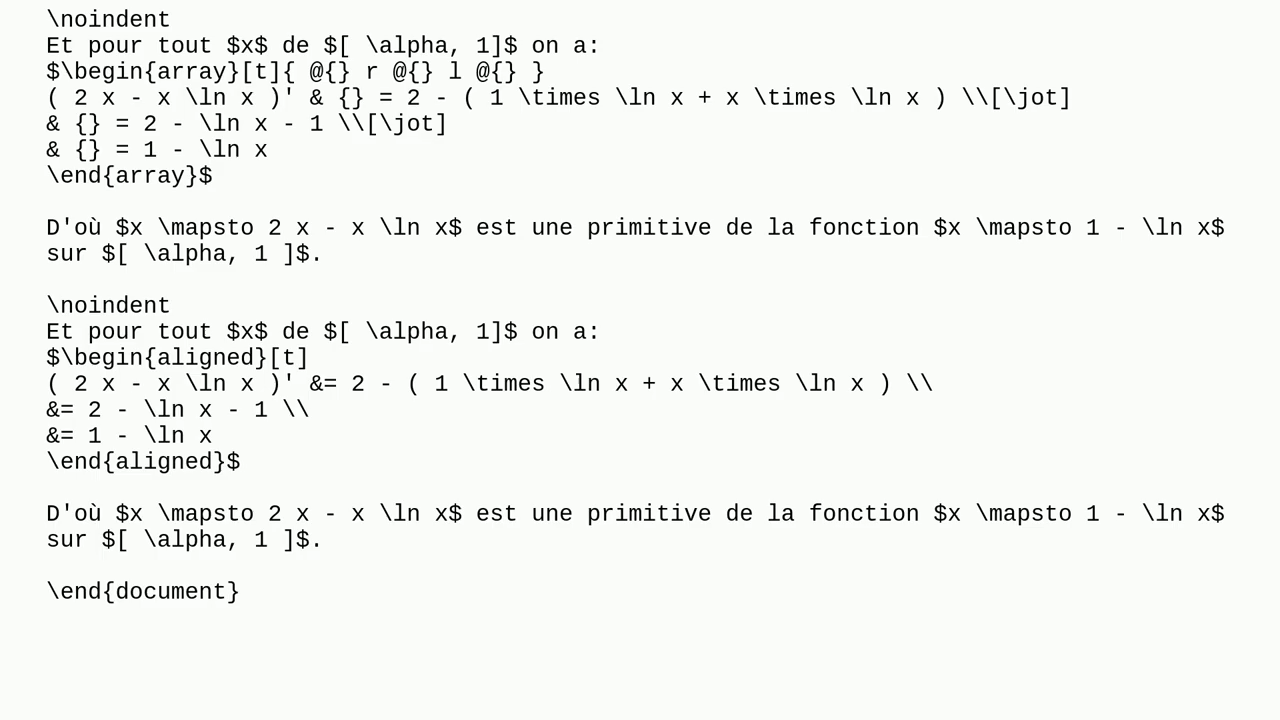 \noindent
Et pour tout $x$ de $[ \alpha, 1]$ on a:
$\begin{array}[t]{ @{} r @{} l @{} }
( 2 x - x \ln x )' & {} = 2 - ( 1 \times \ln x + x \times \ln x ) \\[\jot]
& {} = 2 - \ln x - 1 \\[\jot]
& {} = 1 - \ln x
\end{array}$
D'où $x \mapsto 2 x - x \ln x$ est une primitive de la fonction $x \mapsto 1 - \ln x$
sur $[ \alpha, 1 ]$.
\noindent
Et pour tout $x$ de $[ \alpha, 1]$ on a:
$\begin{aligned}[t]
( 2 x - x \ln x )' &= 2 - ( 1 \times \ln x + x \times \ln x ) \\
&= 2 - \ln x - 1 \\
&= 1 - \ln x
\end{aligned}$
D'où $x \mapsto 2 x - x \ln x$ est une primitive de la fonction $x \mapsto 1 - \ln x$
sur $[ \alpha, 1 ]$.
\end{document}